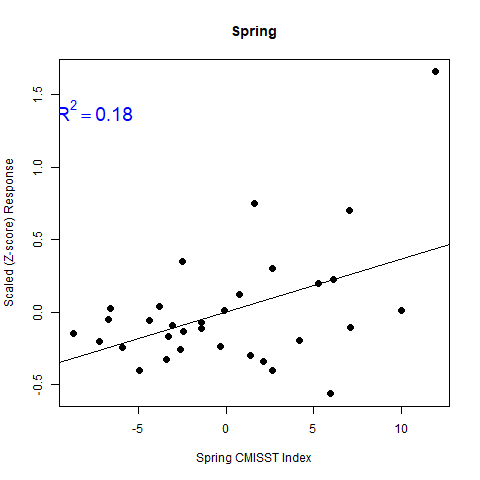 Spring
R² = 0.18
Scaled (Z-score) Response
1.5
1.0
0.5
0.0
-0.5
-5 0 5 10
Spring CMISST Index